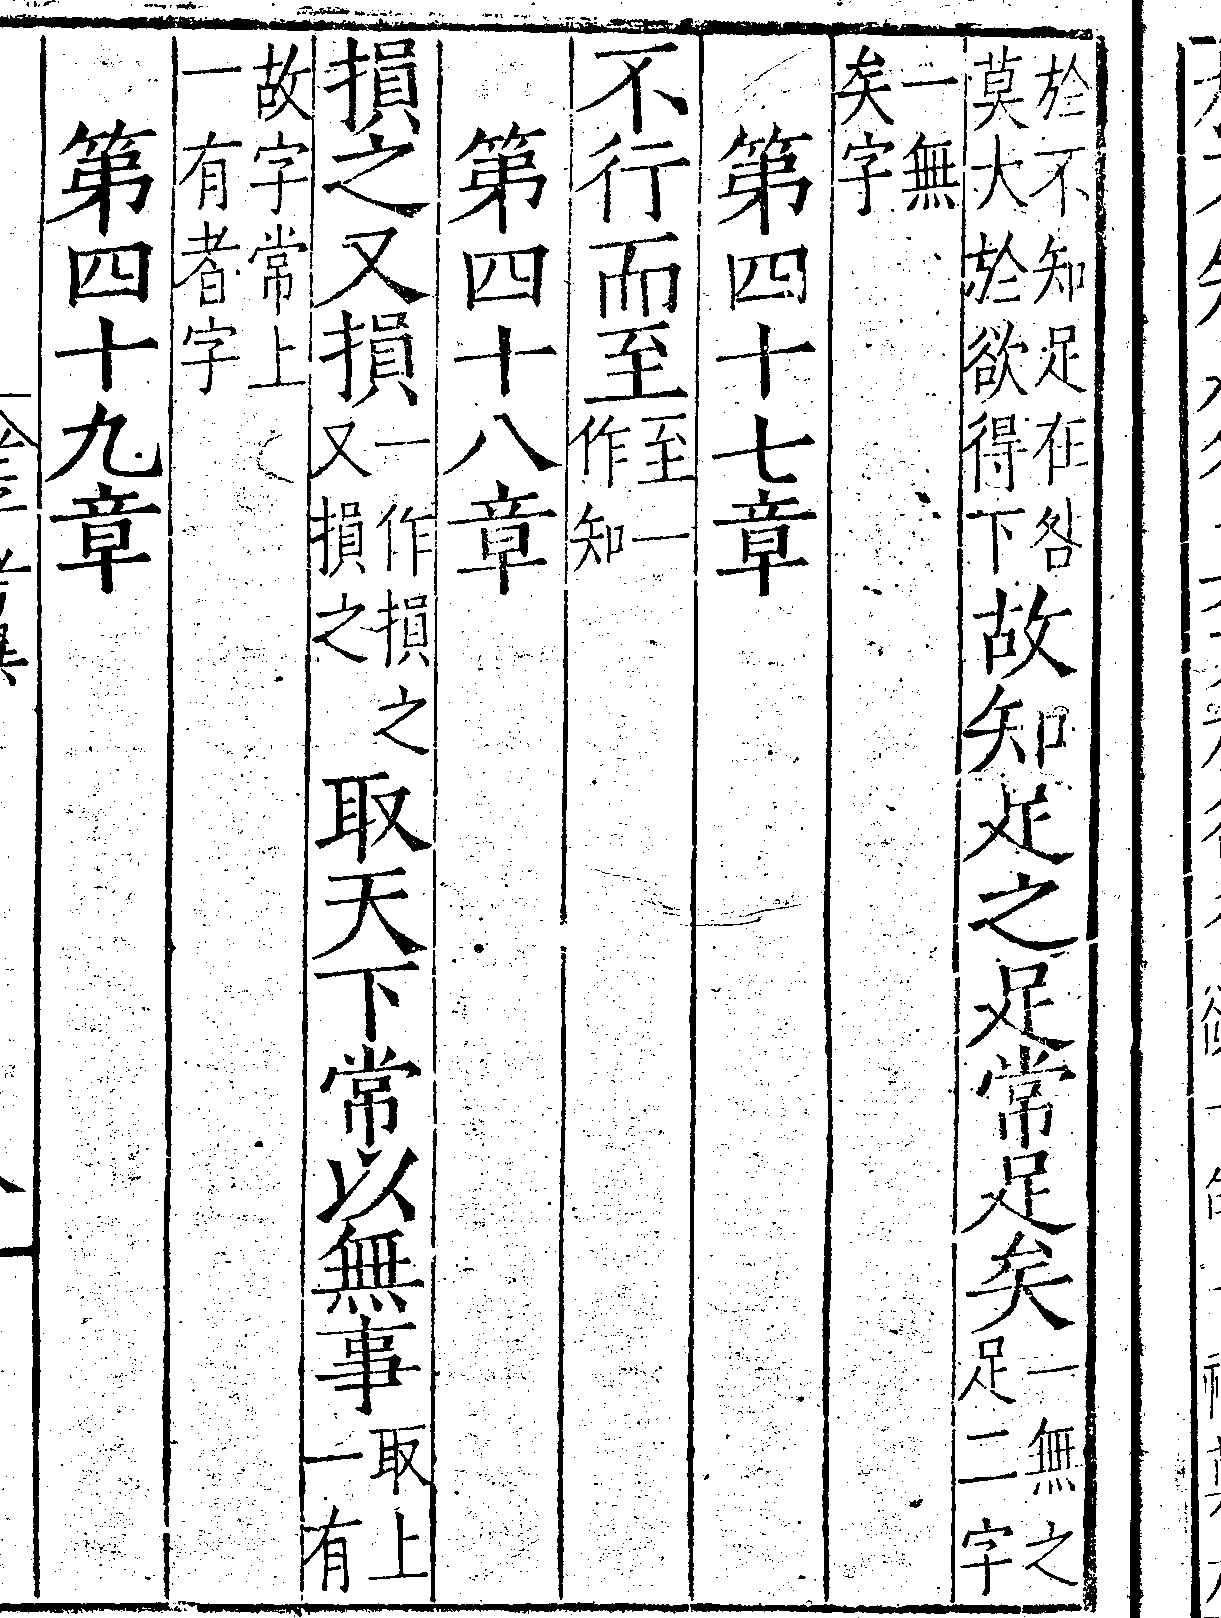 於不知足在咎莫大於欲得下故知足之足常足矣一無之足二字
一無矣字
第四十七章
不行而至至一作知
第四十八章
損之又損一作損之又損之取天下常以無事取上一有
故字常上一有者字
第四十九章